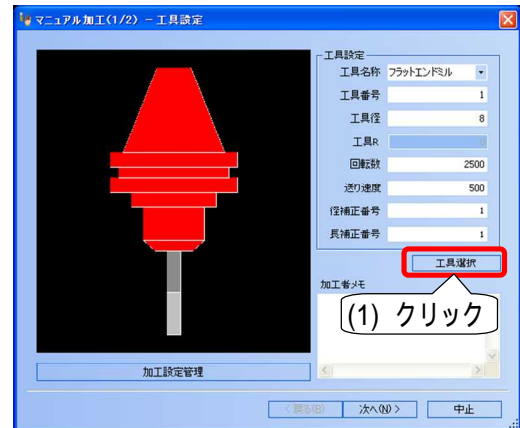 マニュアル加工(1/2) － 工具設定
工具設定
工具名称 フラットエンドミル
工具番号 1
工具径 8
工具R 0
回転数 2500
送り速度 500
径補正番号 1
長補正番号 1
工具選択
加工者メモ
(1) クリック
加工設定管理
< 戻る(B) 次へ(N) > 中止